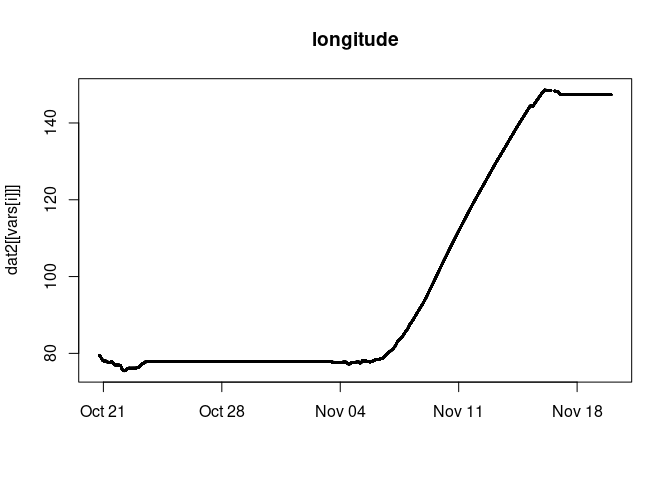 longitude
dat2[[vars[i]]]
140
120
100
80
Oct 21
Oct 28
Nov 04
Nov 11
Nov 18